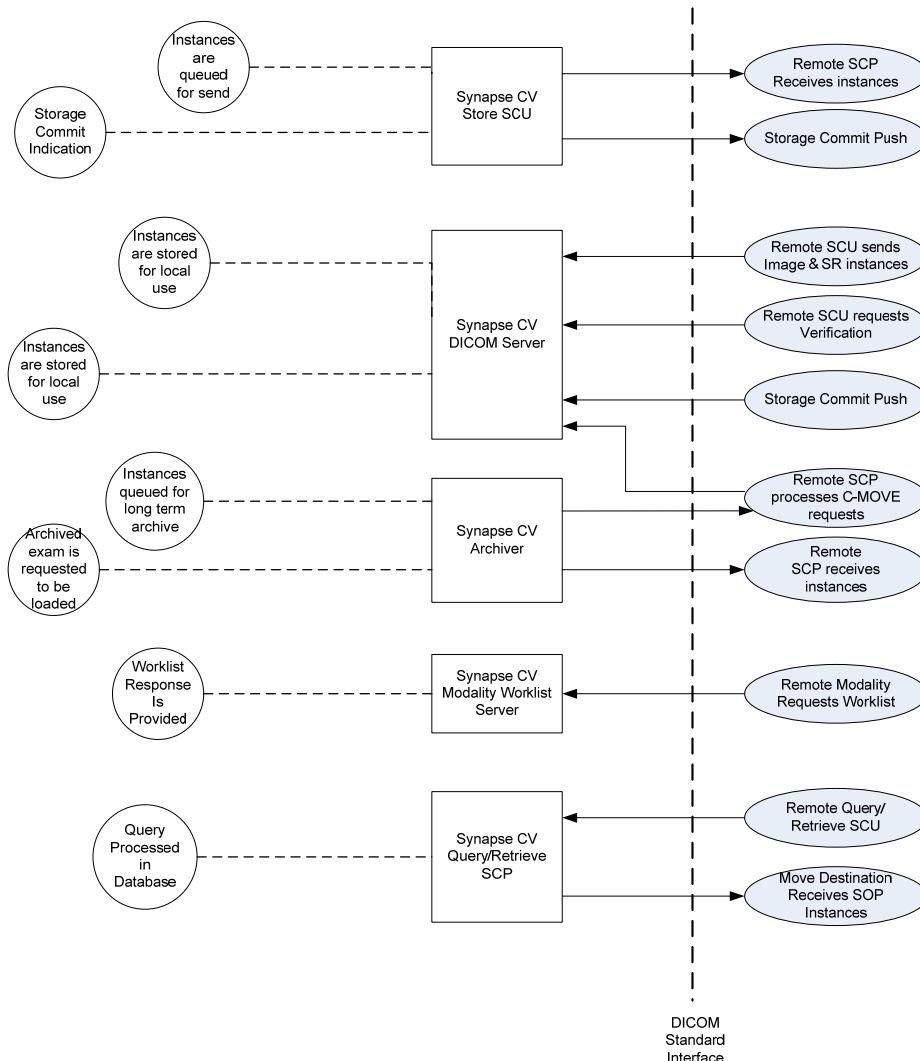 Instances
are
queued
for send
Storage
Commit
Indication
Synapse CV
Store SCU
Remote SCP
Receives instances
Storage Commit Push
Instances
are stored
for local
use
Instances
are stored
for local
use
Synapse CV
DICOM Server
Remote SCU sends
Image & SR instances
Remote SCU requests
Verification
Storage Commit Push
Instances
queued for
long term
archive
Archived
exam is
requested
to be
loaded
Synapse CV
Archiver
Remote SCP
processes C-MOVE
requests
Remote
SCP receives
instances
Worklist
Response
Is
Provided
Synapse CV
Modality Worklist
Server
Remote Modality
Requests Worklist
Query
Processed
in
Database
Synapse CV
Query/Retrieve
SCP
Remote Query/
Retrieve SCU
Move Destination
Receives SOP
Instances
DICOM
Standard
Interface